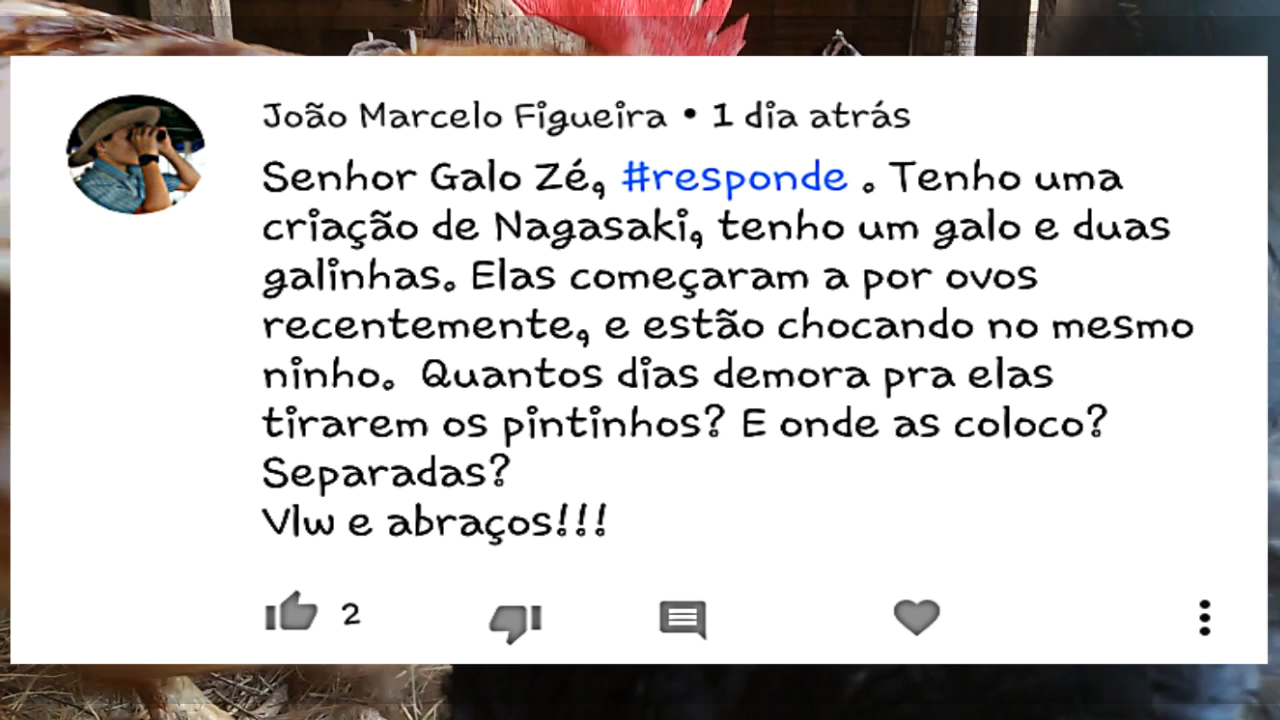 João Marcelo Figueira • 1 dia atrás
Senhor Galo Zé, #responde . Tenho uma
criação de Nagasaki, tenho um galo e duas
galinhas. Elas começaram a por ovos
recentemente, e estão chocando no mesmo
ninho. Quantos dias demora pra elas
tirarem os pintinhos? E onde as coloco?
Separadas?
Vlw e abraços!!!
2